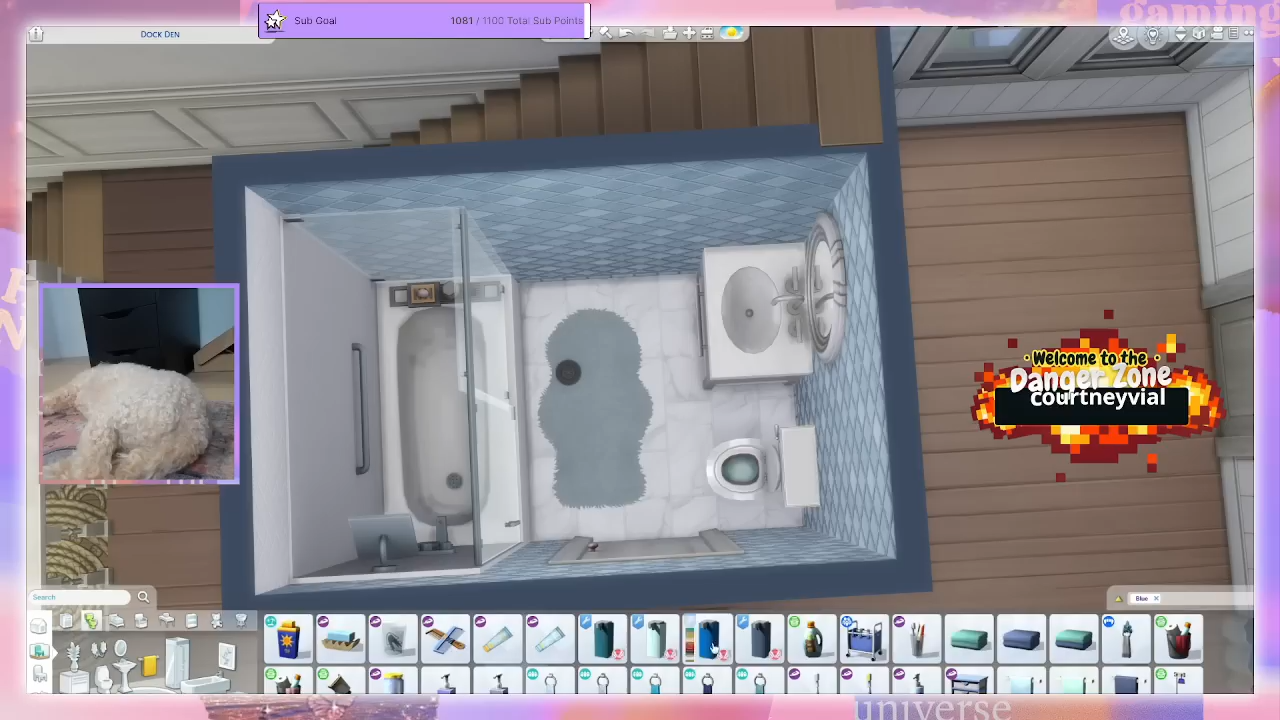 gaming
Sub Goal
1081 / 1100 Total Sub Points
DOCK DEN
Welcome to the
Danger Zone
courtneyvial
Search
Blue
universe